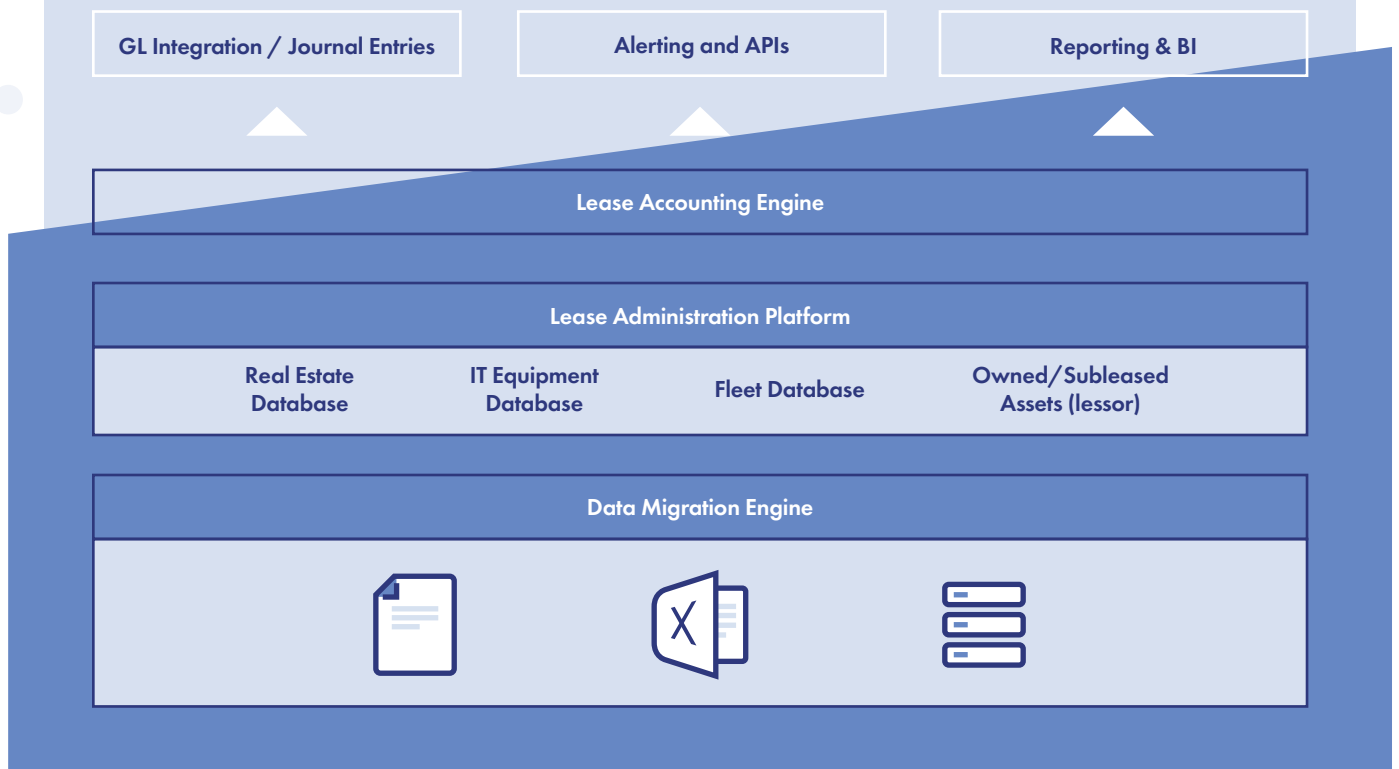 GL Integration / Journal Entries
Alerting and APIs
Reporting & BI
Lease Accounting Engine
Lease Administration Platform
Real Estate
Database
IT Equipment
Database
Fleet Database
Owned/Subleased
Assets (lessor)
Data Migration Engine
X